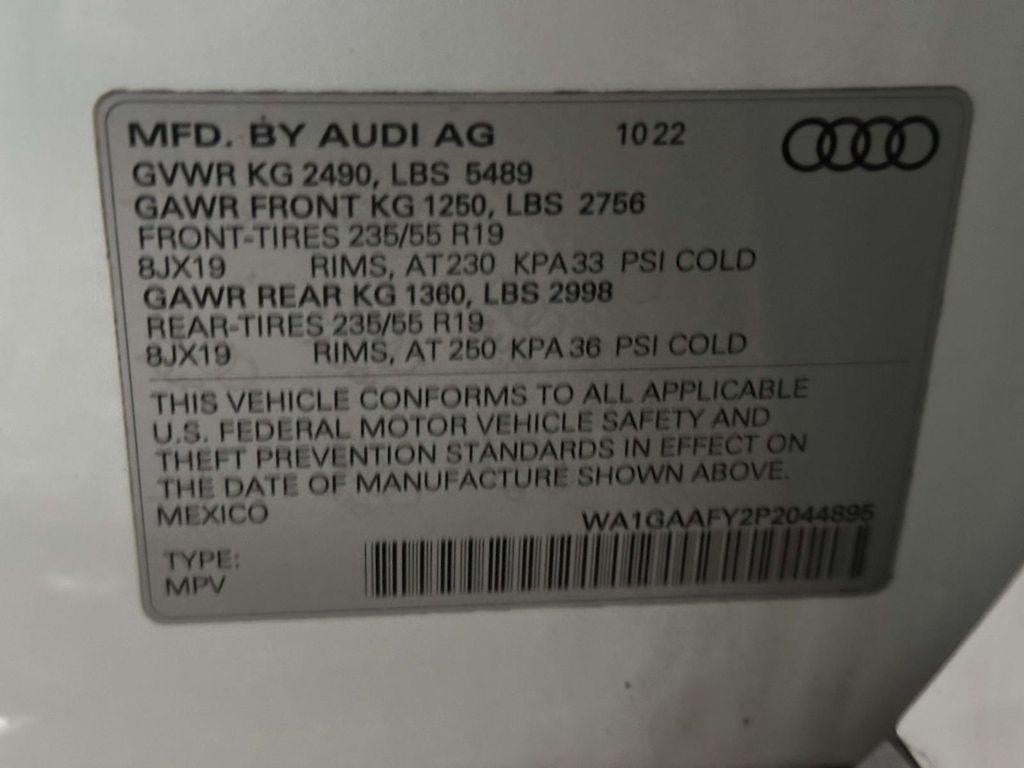 MFD. BY AUDI AG 10 22
GVWR KG 2490, LBS 5489
GAWR FRONT KG 1250, LBS 2756
FRONT-TIRES 235/55 R19
8JX19 RIMS, AT 230 KPA 33 PSI COLD
GAWR REAR KG 1360, LBS 2998
REAR-TIRES 235/55 R19
8JX19 RIMS, AT 250 KPA 36 PSI COLD
THIS VEHICLE CONFORMS TO ALL APPLICABLE
U.S. FEDERAL MOTOR VEHICLE SAFETY AND
THEFT PREVENTION STANDARDS IN EFFECT ON
THE DATE OF MANUFACTURE SHOWN ABOVE.
MEXICO WA1GAAFY2P2044895
TYPE:
MPV